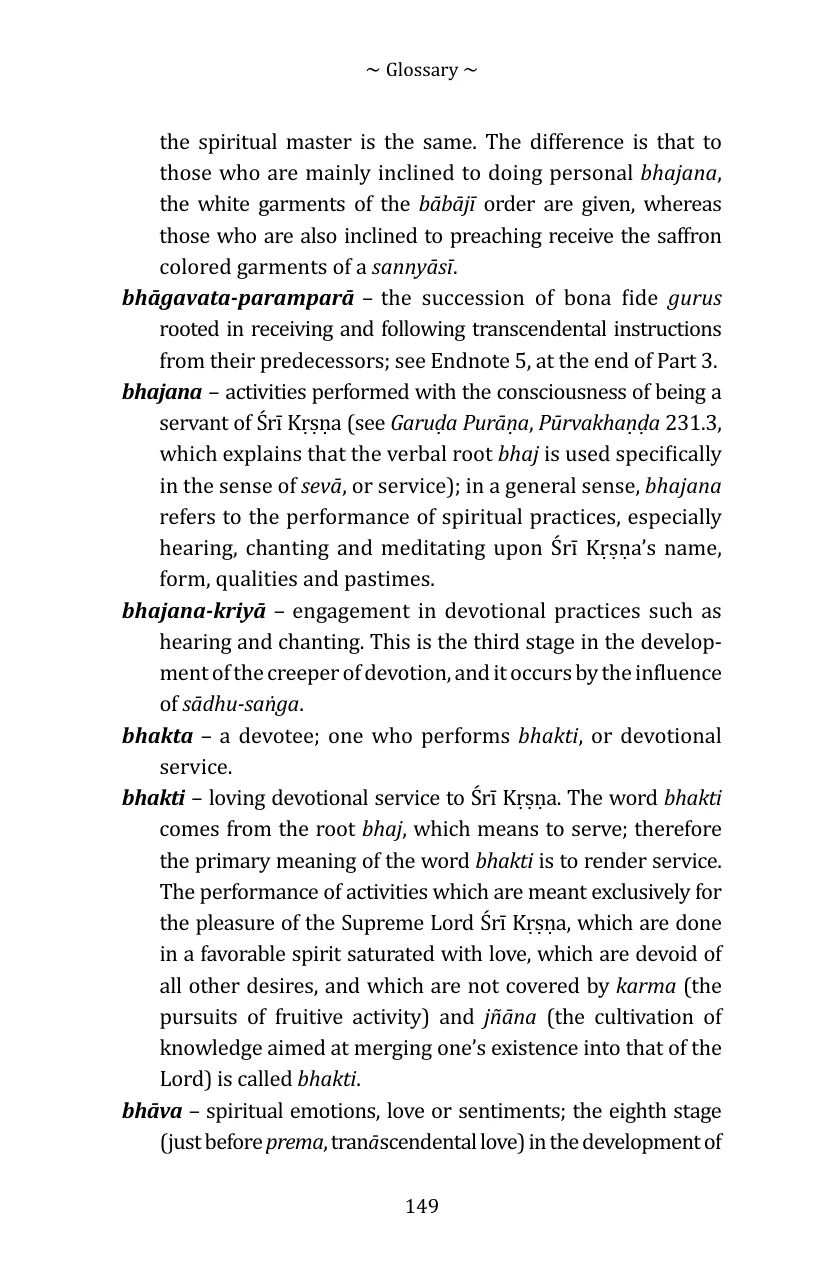 ~ Glossary ~
the spiritual master is the same. The difference is that to
those who are mainly inclined to doing personal bhajana,
the white garments of the bābājī order are given, whereas
those who are also inclined to preaching receive the saffron
colored garments of a sannyāsī.
bhāgavata-paramparā – the succession of bona fide gurus
rooted in receiving and following transcendental instructions
from their predecessors; see Endnote 5, at the end of Part 3.
bhajana – activities performed with the consciousness of being a
servant of Śrī Kṛṣṇa (see Garuḍa Purāṇa, Pūrvakhaṇḍa 231.3,
which explains that the verbal root bhaj is used specifically
in the sense of sevā, or service); in a general sense, bhajana
refers to the performance of spiritual practices, especially
hearing, chanting and meditating upon Śrī Kṛṣṇa’s name,
form, qualities and pastimes.
bhajana-kriyā – engagement in devotional practices such as
hearing and chanting. This is the third stage in the develop-
ment of the creeper of devotion, and it occurs by the influence
of sādhu-saṅga.
bhakta – a devotee; one who performs bhakti, or devotional
service.
bhakti – loving devotional service to Śrī Kṛṣṇa. The word bhakti
comes from the root bhaj, which means to serve; therefore
the primary meaning of the word bhakti is to render service.
The performance of activities which are meant exclusively for
the pleasure of the Supreme Lord Śrī Kṛṣṇa, which are done
in a favorable spirit saturated with love, which are devoid of
all other desires, and which are not covered by karma (the
pursuits of fruitive activity) and jñāna (the cultivation of
knowledge aimed at merging one’s existence into that of the
Lord) is called bhakti.
bhāva – spiritual emotions, love or sentiments; the eighth stage
(just before prema, tranāscendental love) in the development of
149